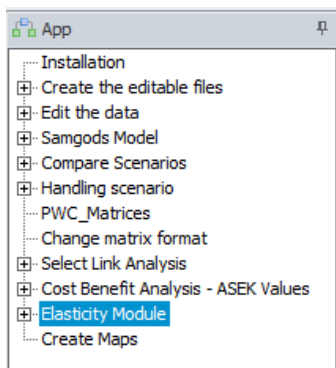 App
Installation
Create the editable files
Edit the data
Samgods Model
Compare Scenarios
Handling scenario
PWC_Matrices
Change matrix format
Select Link Analysis
Cost Benefit Analysis - ASEK Values
Elasticity Module
Create Maps